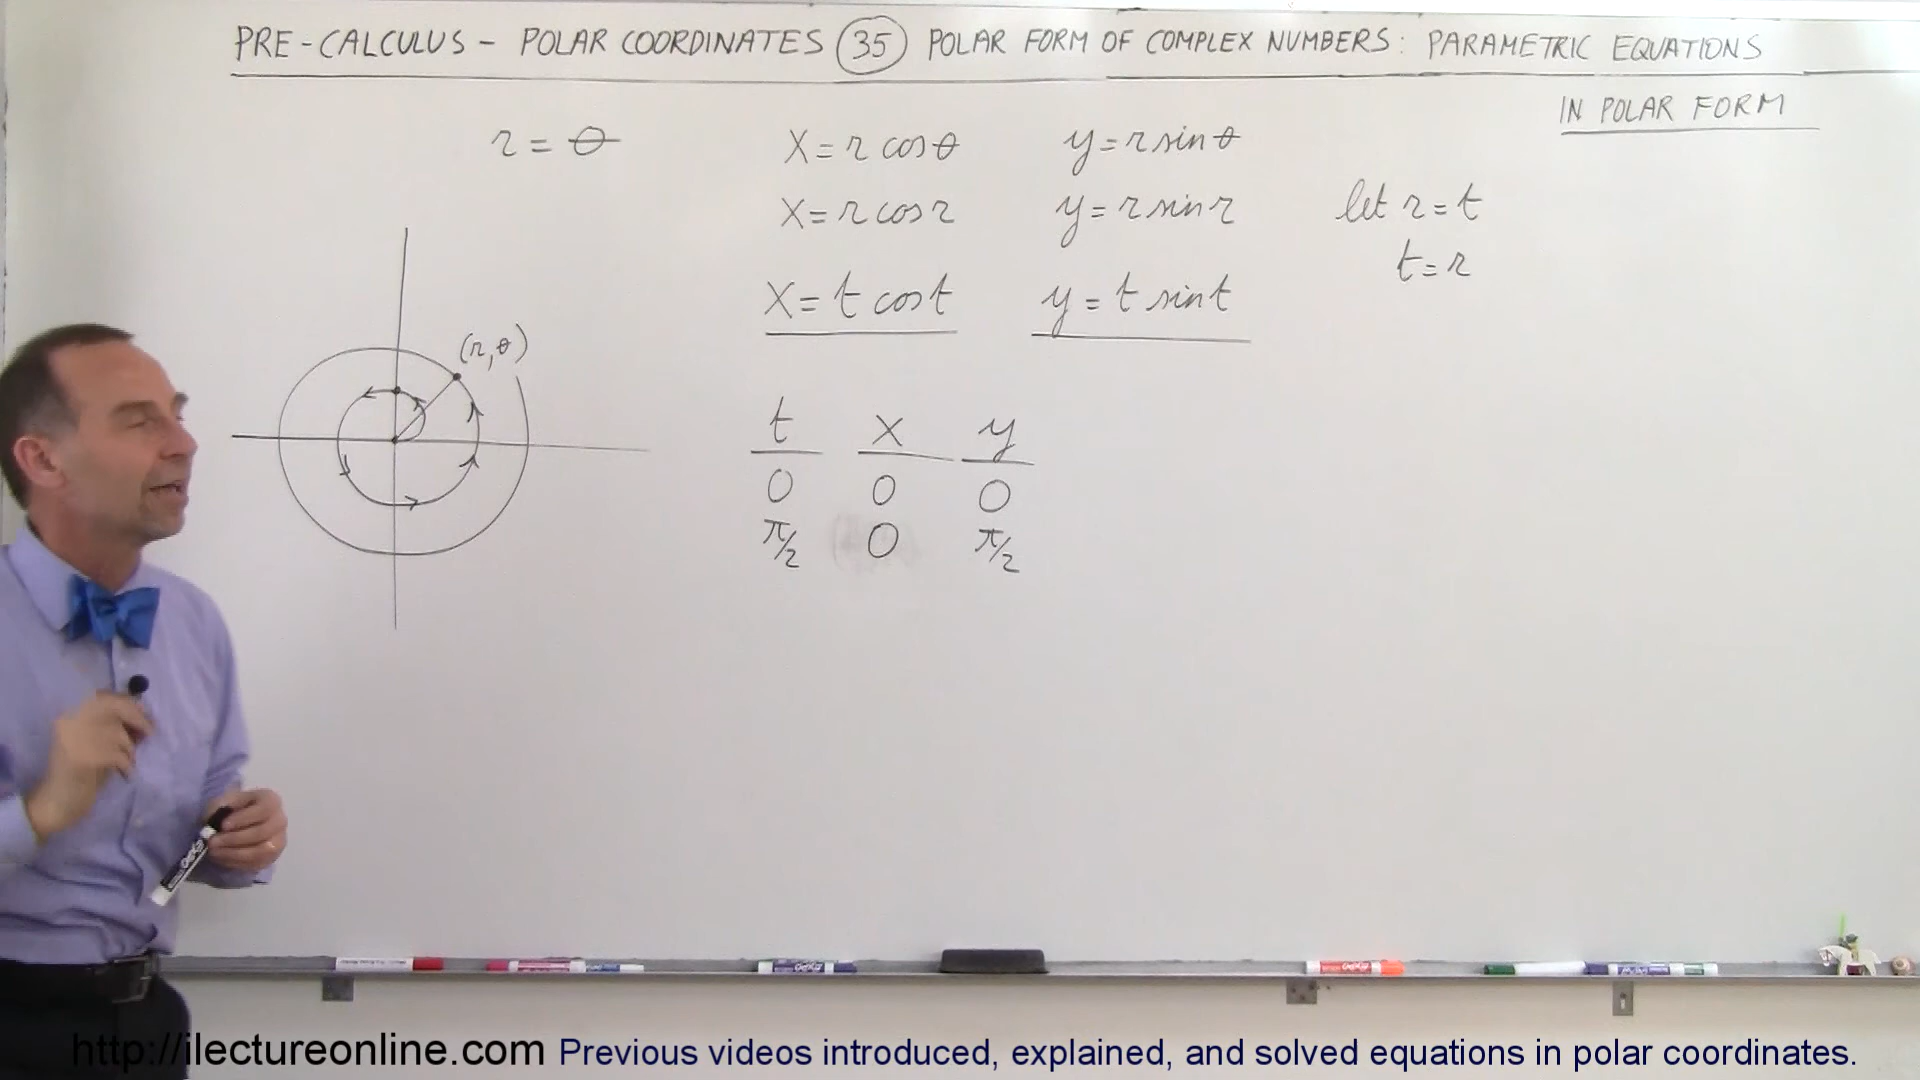 PRE-CALCULUS - POLAR COORDINATES 35 POLAR FORM OF COMPLEX NUMBERS: PARAMETRIC EQUATIONS
IN POLAR FORM
r = θ
x = r cos θ y = r sin θ
x = r cos r y = r sin r let r = t
t = r
x = t cos t y = t sin t
(r, θ)
t x y
0 0 0
π/2 0 π/2
http://ilectureonline.com Previous videos introduced, explained, and solved equations in polar coordinates.